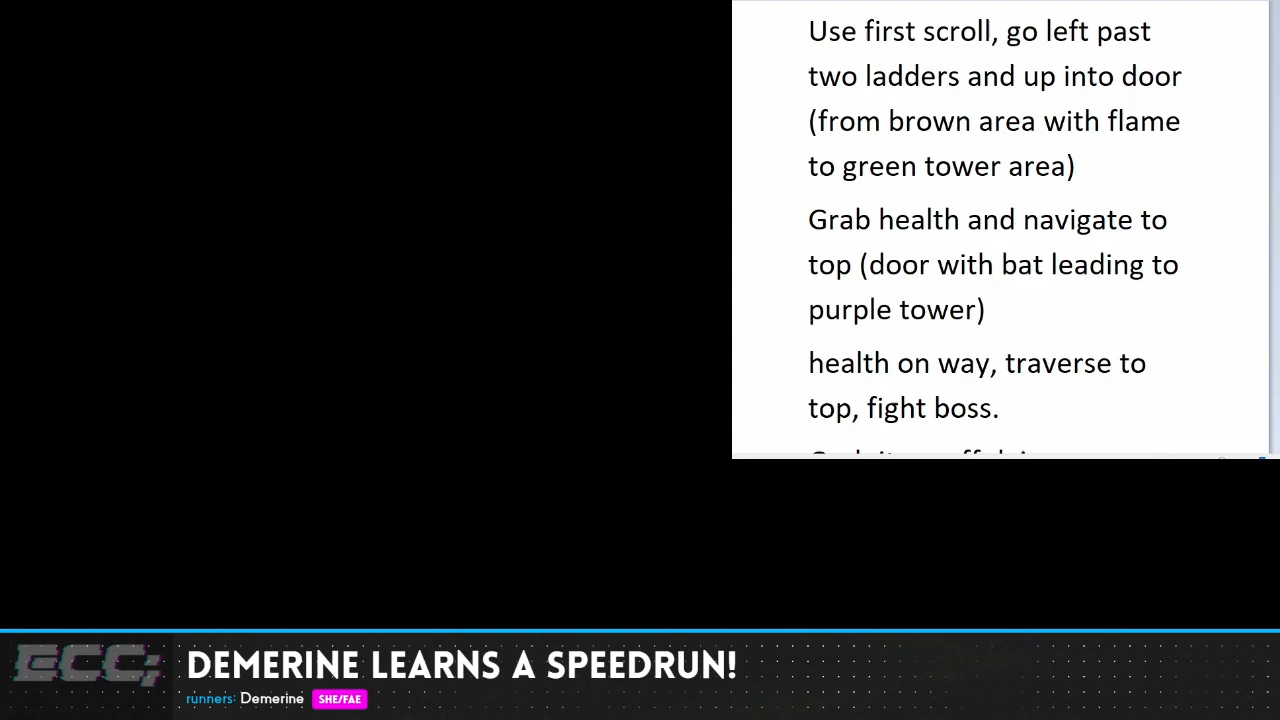 Use first scroll, go left past
two ladders and up into door
(from brown area with flame
to green tower area)
Grab health and navigate to
top (door with bat leading to
purple tower)
health on way, traverse to
top, fight boss.
ECC;
DEMERINE LEARNS A SPEEDRUN!
runners: Demerine SHE/FAE